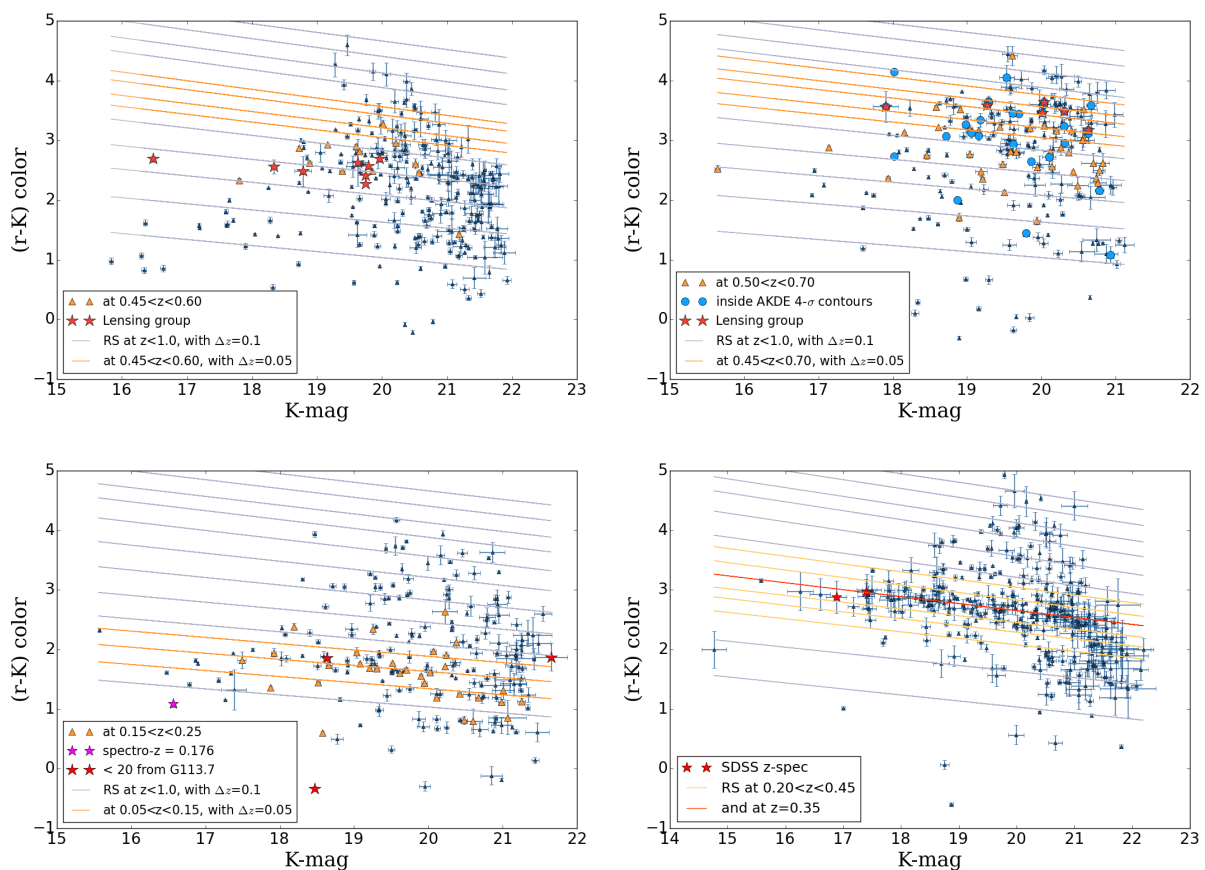 5
4
3
2
1
0
−1
15 16 17 18 19 20 21 22 23
(r-K) color
K-mag
at 0.45<z<0.60
Lensing group
RS at z<1.0, with Δz=0.1
at 0.45<z<0.60, with Δz=0.05
5
4
3
2
1
0
−1
15 16 17 18 19 20 21 22
(r-K) color
K-mag
at 0.50<z<0.70
inside AKDE 4-σ contours
Lensing group
RS at z<1.0, with Δz=0.1
at 0.45<z<0.70, with Δz=0.05
5
4
3
2
1
0
−1
15 16 17 18 19 20 21 22
(r-K) color
K-mag
at 0.15<z<0.25
spectro-z = 0.176
< 20 from G113.7
RS at z<1.0, with Δz=0.1
at 0.05<z<0.15, with Δz=0.05
5
4
3
2
1
0
−1
14 15 16 17 18 19 20 21 22 23
(r-K) color
K-mag
SDSS z-spec
RS at 0.20<z<0.45
and at z=0.35